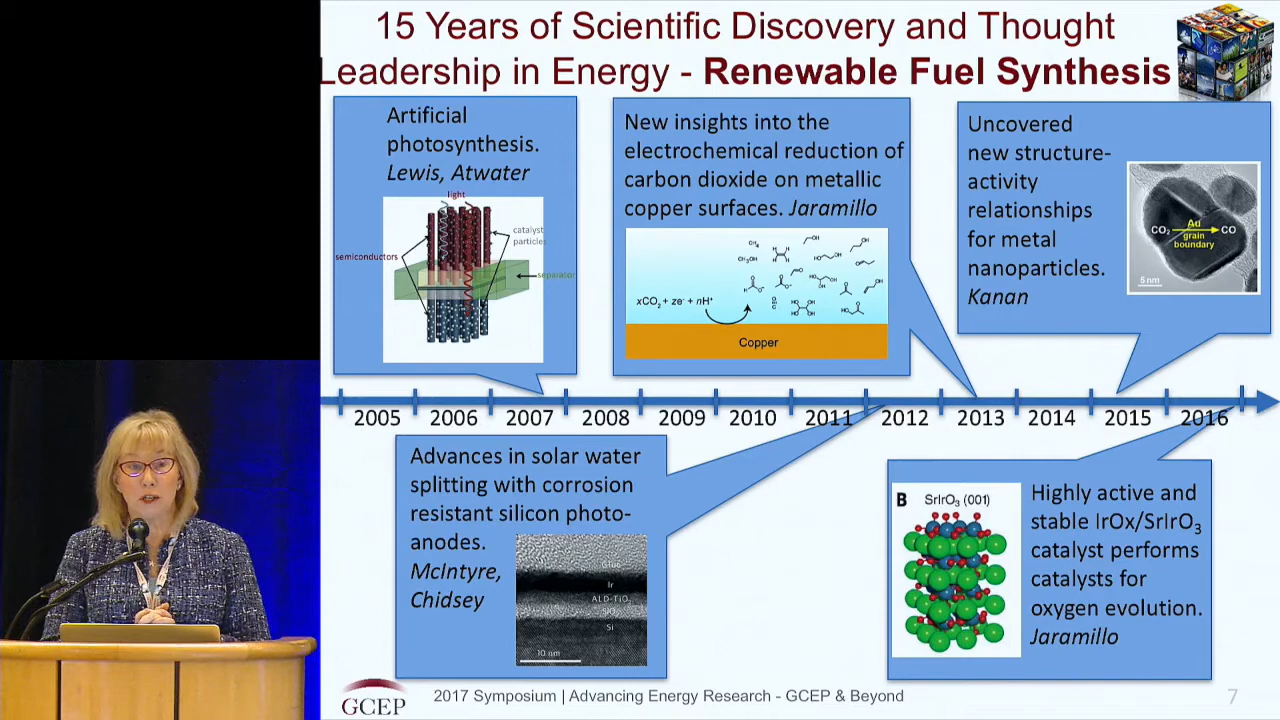 15 Years of Scientific Discovery and Thought
Leadership in Energy - Renewable Fuel Synthesis
Artificial
photosynthesis.
Lewis, Atwater
light
catalyst
particles
semiconductors
separator
New insights into the
electrochemical reduction of
carbon dioxide on metallic
copper surfaces. Jaramillo
xCO₂ + ze⁻ + nH⁺
Copper
Uncovered
new structure-
activity
relationships
for metal
nanoparticles.
Kanan
CO₂ Au CO
grain
boundary
5 nm
2005 2006 2007 2008 2009 2010 2011 2012 2013 2014 2015 2016
Advances in solar water
splitting with corrosion
resistant silicon photo-
anodes.
McIntyre,
Chidsey
Glue
Ir
ALD-TiO₂
SiO₂
Si
10 nm
B SrIrO₃ (001)
Highly active and
stable IrOx/SrIrO₃
catalyst performs
catalysts for
oxygen evolution.
Jaramillo
GCEP
2017 Symposium | Advancing Energy Research - GCEP & Beyond
7